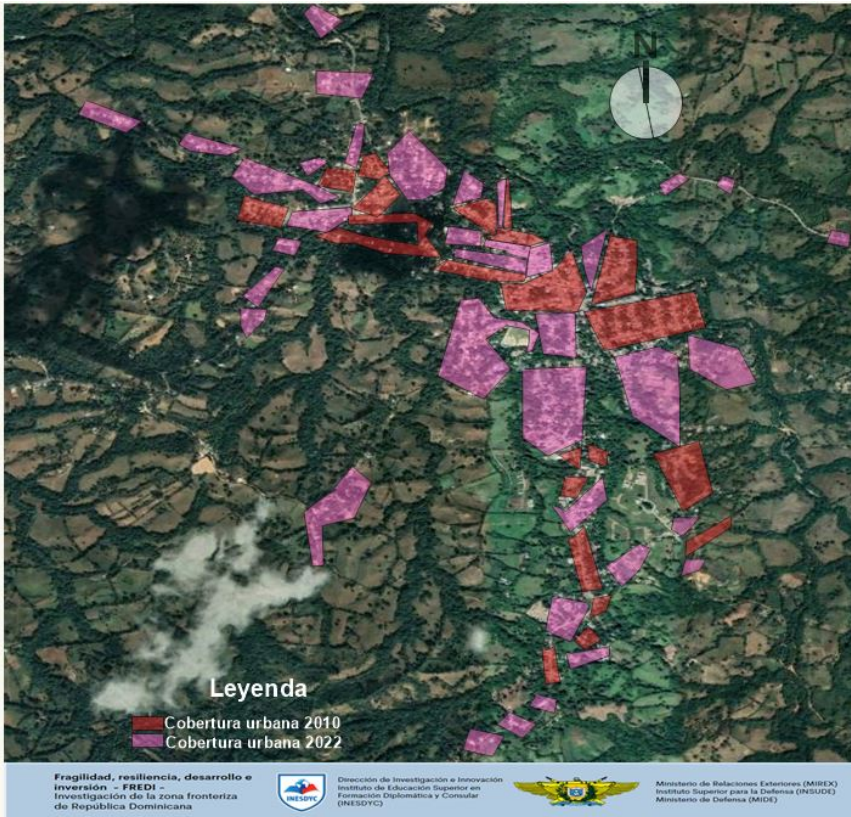 N
Leyenda
Cobertura urbana 2010
Cobertura urbana 2022
Fragilidad, resiliencia, desarrollo e
inversión - FREDI -
Investigación de la zona fronteriza
de República Dominicana
INESDYC
Dirección de Investigación e Innovación
Instituto de Educación Superior en
Formación Diplomática y Consular
(INESDYC)
Ministerio de Relaciones Exteriores (MIREX)
Instituto Superior para la Defensa (INSUDE)
Ministerio de Defensa (MIDE)